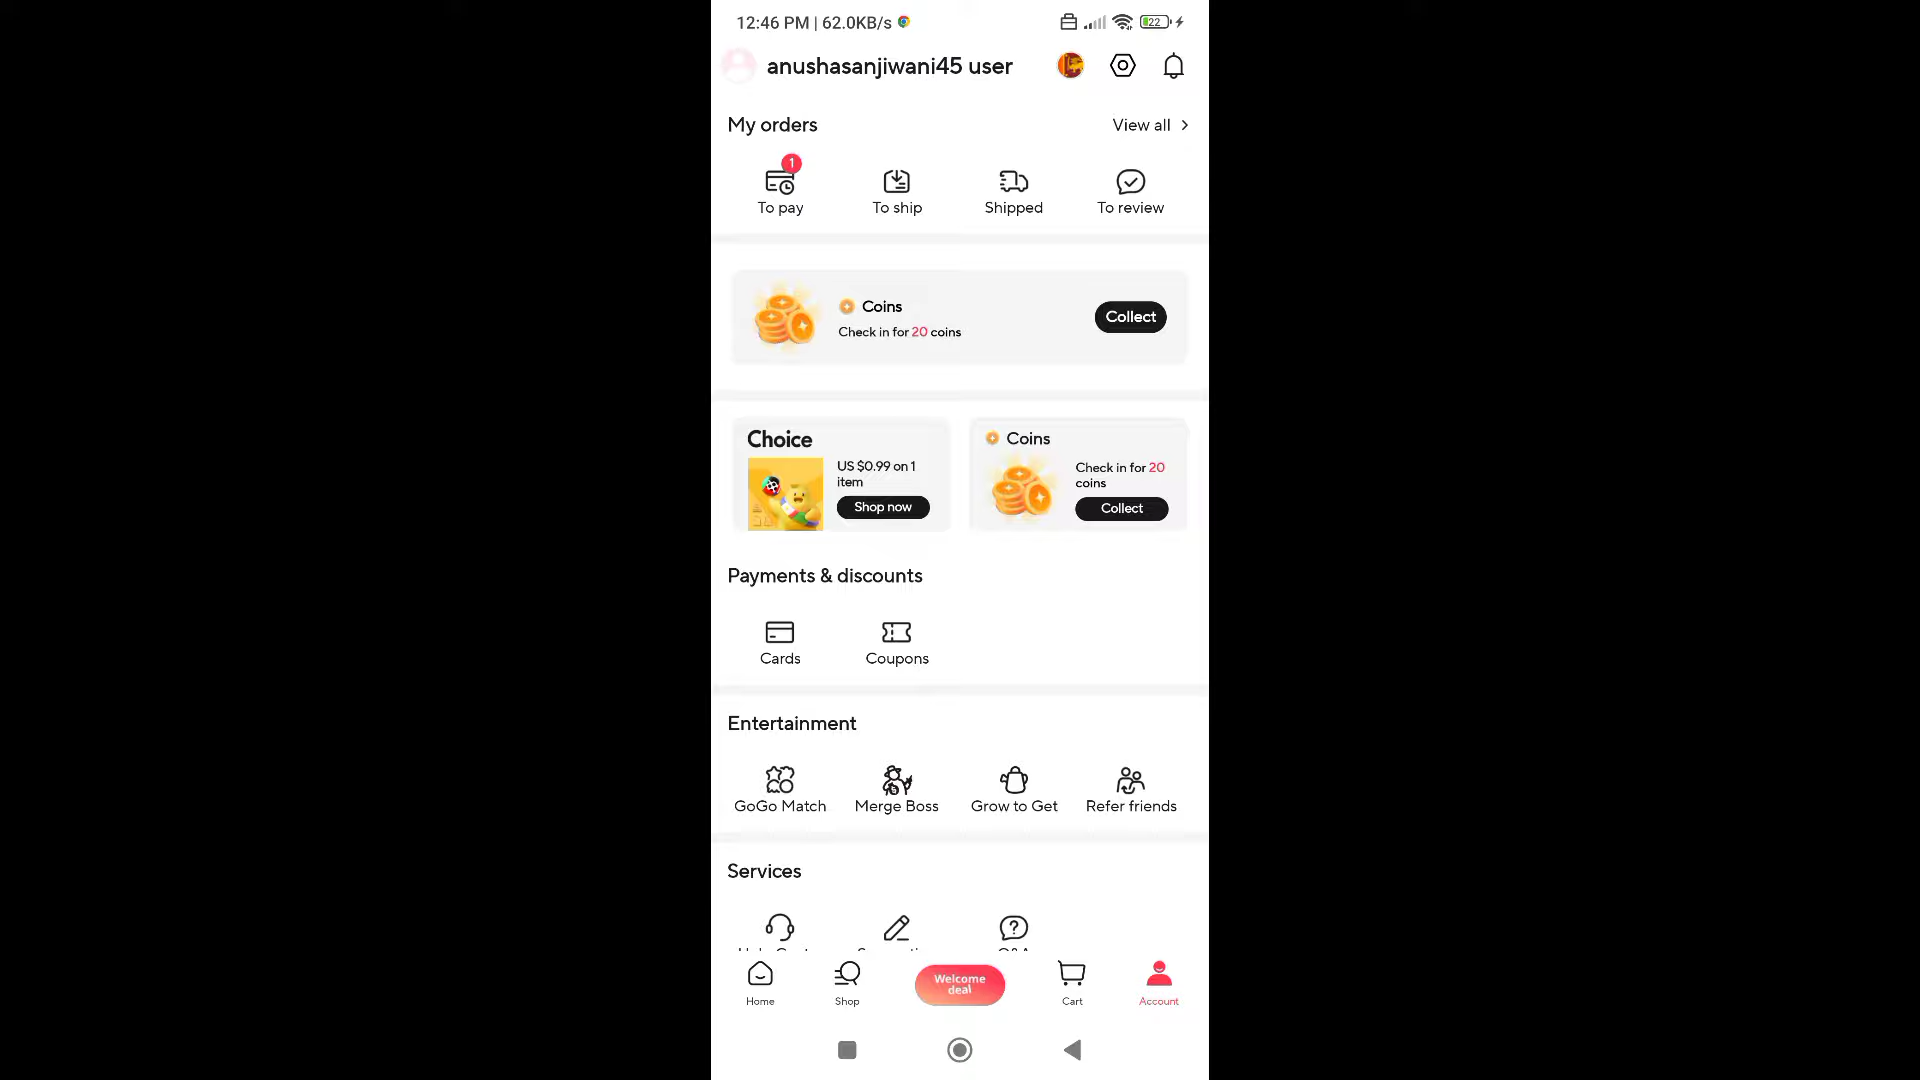 12:46 PM | 62.0KB/s
22
anushasanjiwani45 user
My orders
View all
1
To pay
To ship
Shipped
To review
Coins
Check in for 20 coins
Collect
Choice
US $0.99 on 1
item
Shop now
Coins
Check in for 20
coins
Collect
Payments & discounts
Cards
Coupons
Entertainment
GoGo Match
Merge Boss
Grow to Get
Refer friends
Services
Home
Shop
Welcome
deal
Cart
Account